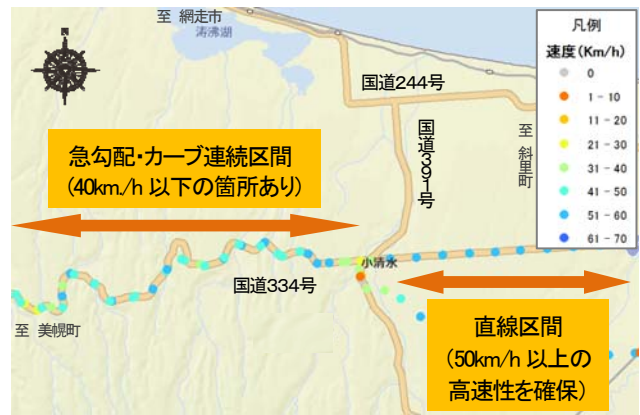 至 網走市
涛沸湖
国道244号
国道391号
至 斜里町
急勾配・カーブ連続区間
（40km./h 以下の箇所あり）
小清水
国道334号
至 美幌町
直線区間
（50km/h 以上の
高速性を確保）
凡例
速度(Km/h)
0
1 - 10
11 - 20
21 - 30
31 - 40
41 - 50
51 - 60
61 - 70